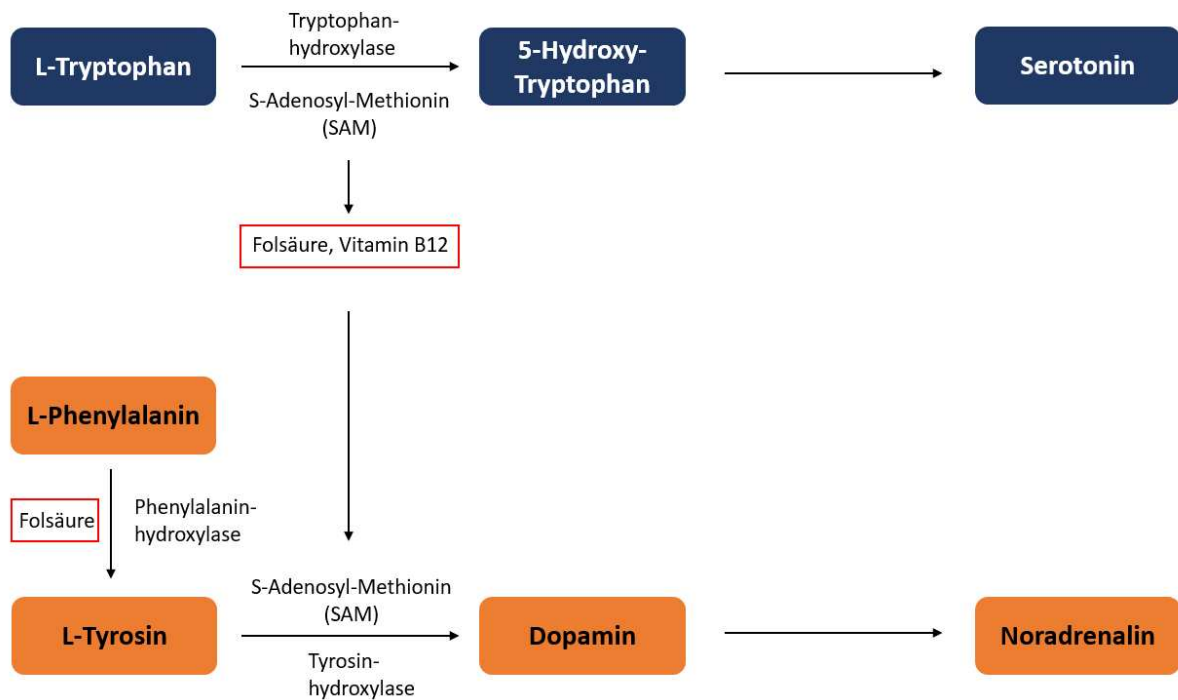 Tryptophan-
hydroxylase
L-Tryptophan
5-Hydroxy-
Tryptophan
Serotonin
S-Adenosyl-Methionin
(SAM)
Folsäure, Vitamin B12
L-Phenylalanin
Folsäure
Phenylalanin-
hydroxylase
S-Adenosyl-Methionin
(SAM)
L-Tyrosin
Dopamin
Noradrenalin
Tyrosin-
hydroxylase